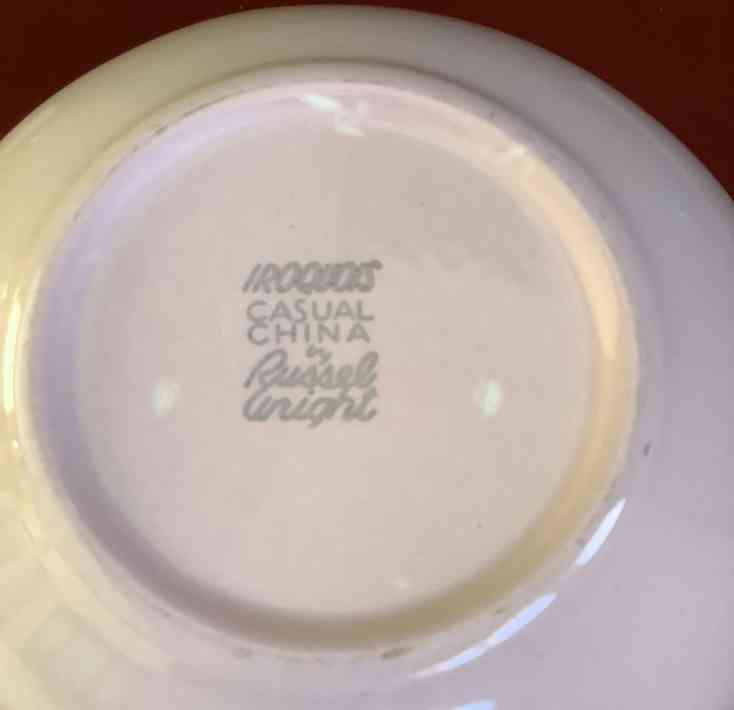 IROQUOIS
CASUAL
CHINA
by
Russel
Wright